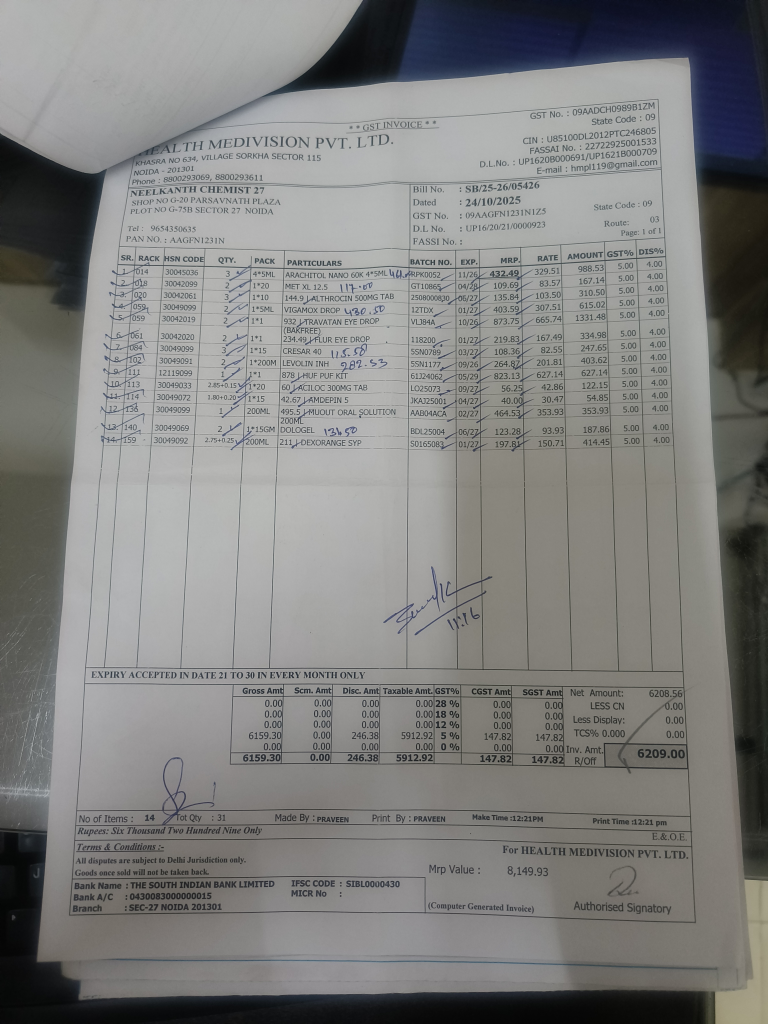 * * GST INVOICE * *
HEALTH MEDIVISION PVT. LTD.
KHASRA NO 634, VILLAGE SORKHA SECTOR 115
NOIDA - 201301
Phone : 8800293069, 8800293611
GST No. : 09AADCH0989B1ZM
State Code : 09
CIN : U85100DL2012PTC246805
FASSAI No. : 22722925001533
D.L.No. : UP1620B000691/UP1621B000709
E-mail : hmpl119@gmail.com
NEELKANTH CHEMIST 27
SHOP NO G-20 PARSAVNATH PLAZA
PLOT NO G-75B SECTOR 27 NOIDA
Tel : 9654350635
PAN NO. : AAGFN1231N
Bill No. : SB/25-26/05426
Dated : 24/10/2025
GST No. : 09AAGFN1231N1Z5 State Code : 09
D.L No. : UP16/20/21/0000923 Route: 03
FASSI No. : Page: 1 of 1
SR. RACK HSN CODE QTY. PACK PARTICULARS BATCH NO. EXP. MRP. RATE AMOUNT GST% DIS%
1. 014 30045036 3 4*5ML ARACHITOL NANO 60K 4*5ML RPK0052 11/26 432.49 329.51 988.53 5.00 4.00
2. 018 30042099 2 1*20 MET XL 12.5 117.00 GT10865 04/28 109.69 83.57 167.14 5.00 4.00
3. 020 30042061 3 1*10 144.9 ALTHROCIN 500MG TAB 2508000830 06/27 135.84 103.50 310.50 5.00 4.00
4. 059 30049099 2 1*5ML VIGAMOX DROP 430.50 12TDX 01/27 403.59 307.51 615.02 5.00 4.00
5. 059 30042019 2 1*1 932 TRAVATAN EYE DROP VL384A 10/26 873.75 665.74 1331.48 5.00 4.00
(BAKFREE)
6. 061 30042020 2 1*1 234.49 FLUR EYE DROP 118200 01/27 219.83 167.49 334.98 5.00 4.00
7. 084 30049099 3 1*15 CRESAR 40 115.50 5SN0789 03/27 108.36 82.55 247.65 5.00 4.00
8. 102 30049091 2 1*200M LEVOLIN INH 282.53 SSN1177 09/26 264.87 201.81 403.62 5.00 4.00
9. 111 12119099 1 1*1 878 HUF PUF KIT 61324062 05/29 823.13 627.14 627.14 5.00 4.00
10. 113 30049033 2.85+0.15 1*20 60 ACILOC 300MG TAB LO25073 09/27 56.25 42.86 122.15 5.00 4.00
11. 114 30049072 1.80+0.20 1*15 42.67 AMDEPIN 5 JKAJ25001 04/27 40.00 30.47 54.85 5.00 4.00
12. 136 30049099 1 200ML 495.5 MUOUT ORAL SOLUTION AAB04ACA 02/27 464.53 353.93 353.93 5.00 4.00
200ML
13. 140 30049069 2 1*15GM DOLOGEL 131.50 BDL25004 06/27 123.28 93.93 187.86 5.00 4.00
14. 159 30049092 2.75+0.25 200ML 211 DEXORANGE SYP S0165083 01/27 197.81 150.71 414.45 5.00 4.00
11:16
EXPIRY ACCEPTED IN DATE 21 TO 30 IN EVERY MONTH ONLY
Gross Amt Scm. Amt Disc. Amt Taxable Amt. GST% CGST Amt SGST Amt
0.00 0.00 0.00 0.00 28 % 0.00 0.00
0.00 0.00 0.00 0.00 18 % 0.00 0.00
0.00 0.00 0.00 0.00 12 % 0.00 0.00
6159.30 0.00 246.38 5912.92 5 % 147.82 147.82
0.00 0.00 0.00 0.00 0 % 0.00 0.00
6159.30 0.00 246.38 5912.92 147.82 147.82
Net Amount: 6208.56
LESS CN 0.00
Less Display: 0.00
TCS% 0.000 0.00
Inv. Amt. 6209.00
R/Off
No of Items : 14 Tot Qty : 31 Made By : PRAVEEN Print By : PRAVEEN Make Time :12:21PM Print Time :12:21 pm
Rupees: Six Thousand Two Hundred Nine Only
E.& O.E.
Terms & Conditions :-
All disputes are subject to Delhi Jurisdiction only.
Goods once sold will not be taken back.
For HEALTH MEDIVISION PVT. LTD.
Mrp Value : 8,149.93
Bank Name : THE SOUTH INDIAN BANK LIMITED IFSC CODE : SIBL0000430
Bank A/C : 0430083000000015 MICR No :
Branch : SEC-27 NOIDA 201301
(Computer Generated Invoice)
Authorised Signatory